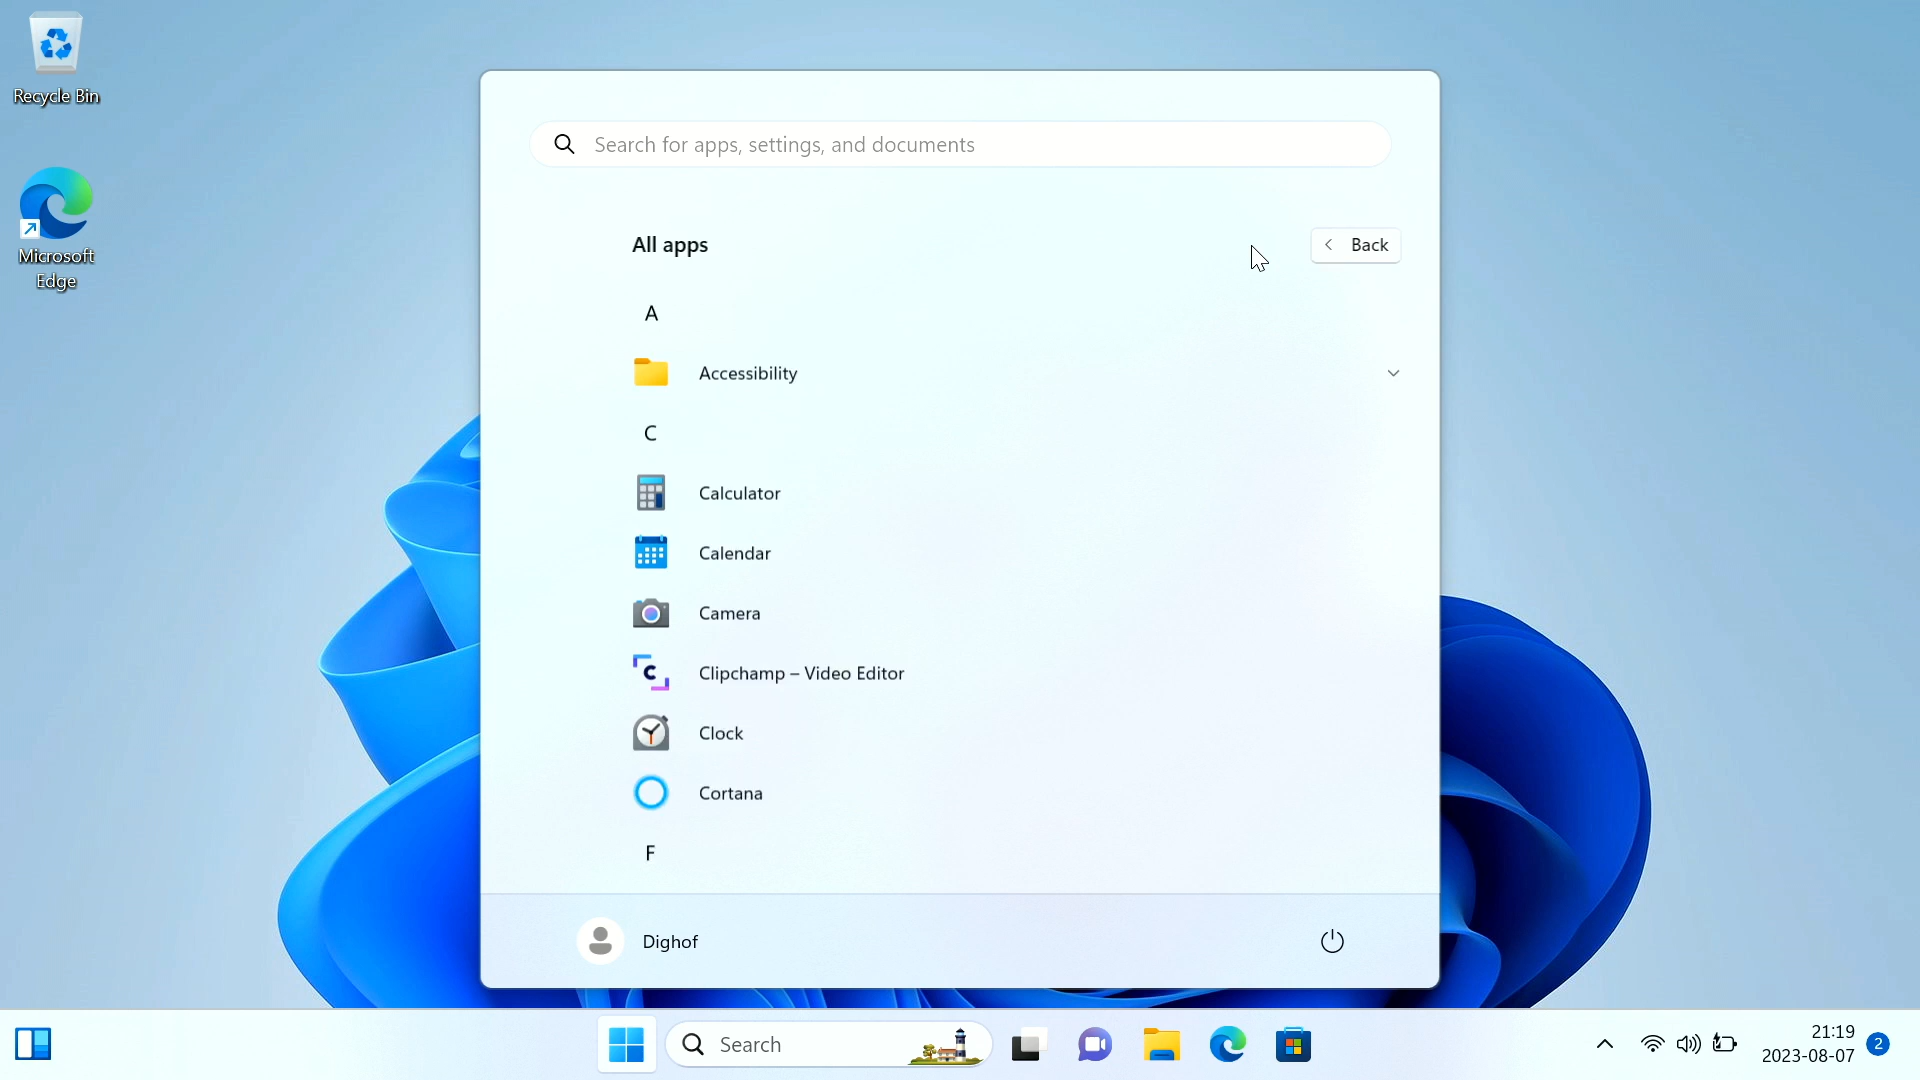 Recycle Bin
Microsoft
Edge
Search for apps, settings, and documents
All apps
Back
A
Accessibility
C
Calculator
Calendar
Camera
C
Clipchamp – Video Editor
Clock
Cortana
F
Dighof
Search
21:19
2023-08-07
2